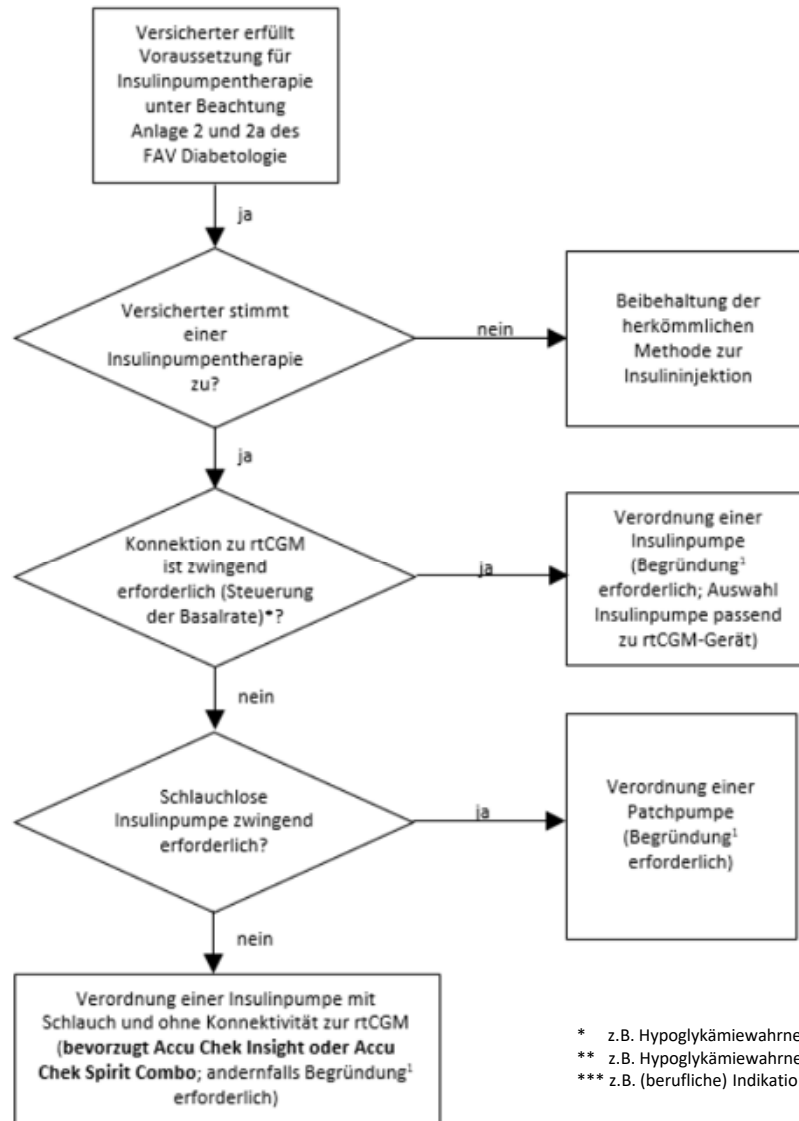 Versicherter erfüllt
Voraussetzung für
Insulinpumpentherapie
unter Beachtung
Anlage 2 und 2a des
FAV Diabetologie
ja
Versicherter stimmt
einer
Insulinpumpentherapie
zu?
nein
Beibehaltung der
herkömmlichen
Methode zur
Insulininjektion
ja
Konnektion zu rtCGM
ist zwingend
erforderlich (Steuerung
der Basalrate)*?
ja
Verordnung einer
Insulinpumpe
(Begründung¹
erforderlich; Auswahl
Insulinpumpe passend
zu rtCGM-Gerät)
nein
Schlauchlose
Insulinpumpe zwingend
erforderlich?
ja
Verordnung einer
Patchpumpe
(Begründung¹
erforderlich)
nein
Verordnung einer Insulinpumpe mit
Schlauch und ohne Konnektivität zur rtCGM
(bevorzugt Accu Chek Insight oder Accu
Chek Spirit Combo; andernfalls Begründung¹
erforderlich)
* z.B. Hypoglykämiewahrne
** z.B. Hypoglykämiewahrne
*** z.B. (berufliche) Indikatio